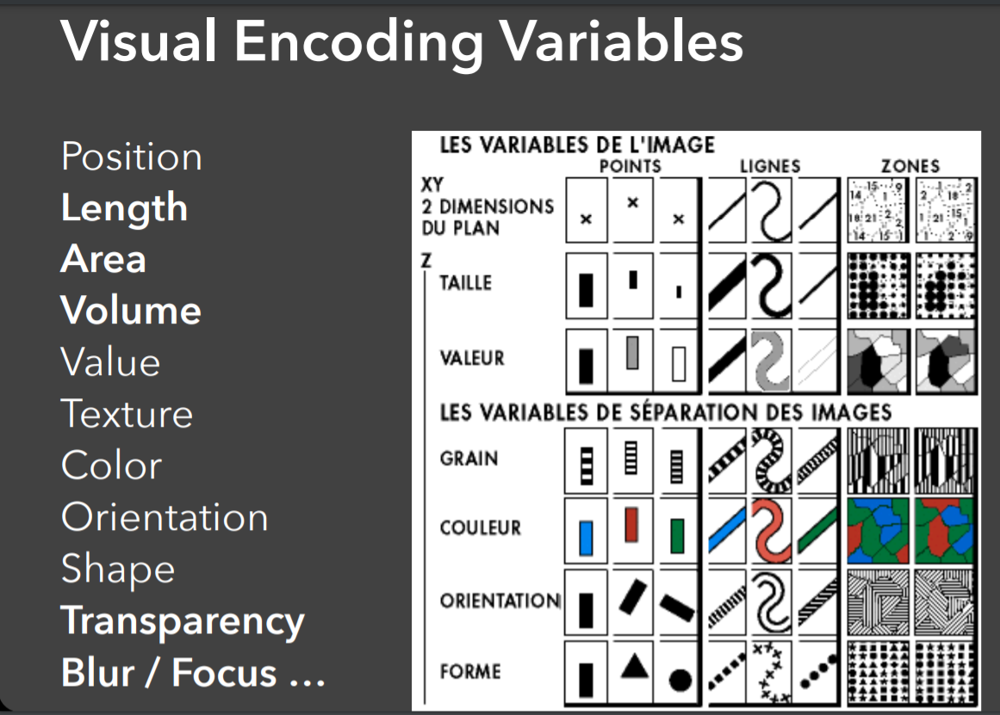 Visual Encoding Variables
Position
Length
Area
Volume
Value
Texture
Color
Orientation
Shape
Transparency
Blur / Focus ...
LES VARIABLES DE L'IMAGE
POINTS LIGNES ZONES
XY
2 DIMENSIONS
DU PLAN
Z
TAILLE
VALEUR
LES VARIABLES DE SÉPARATION DES IMAGES
GRAIN
COULEUR
ORIENTATION
FORME